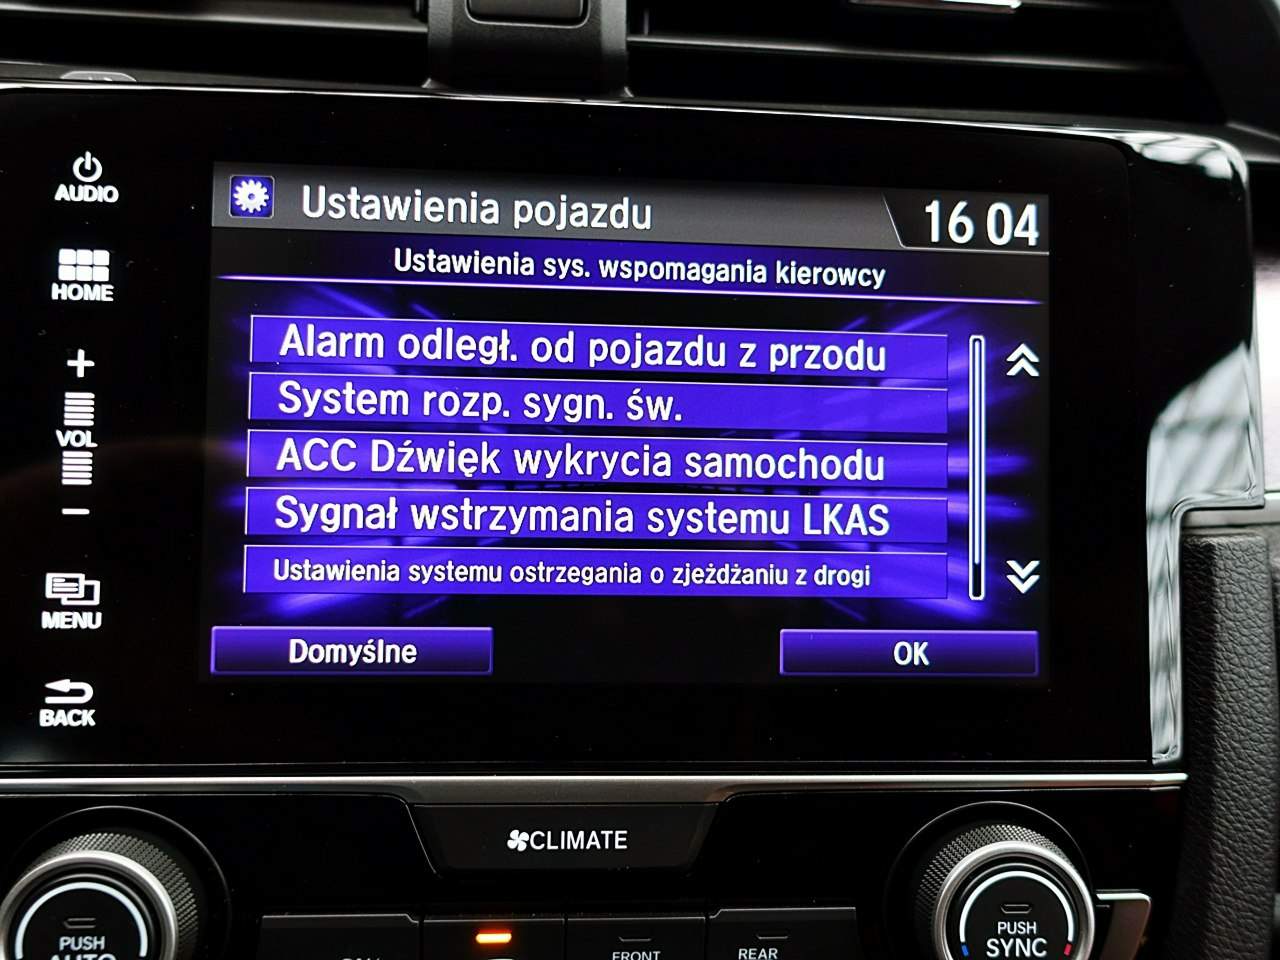 AUDIO
HOME
VOL
MENU
BACK
Ustawienia pojazdu
16 04
Ustawienia sys. wspomagania kierowcy
Alarm odległ. od pojazdu z przodu
System rozp. sygn. św.
ACC Dźwięk wykrycia samochodu
Sygnał wstrzymania systemu LKAS
Ustawienia systemu ostrzegania o zjeżdżaniu z drogi
Domyślne
OK
CLIMATE
PUSH
AUTO
FRONT
REAR
PUSH
SYNC